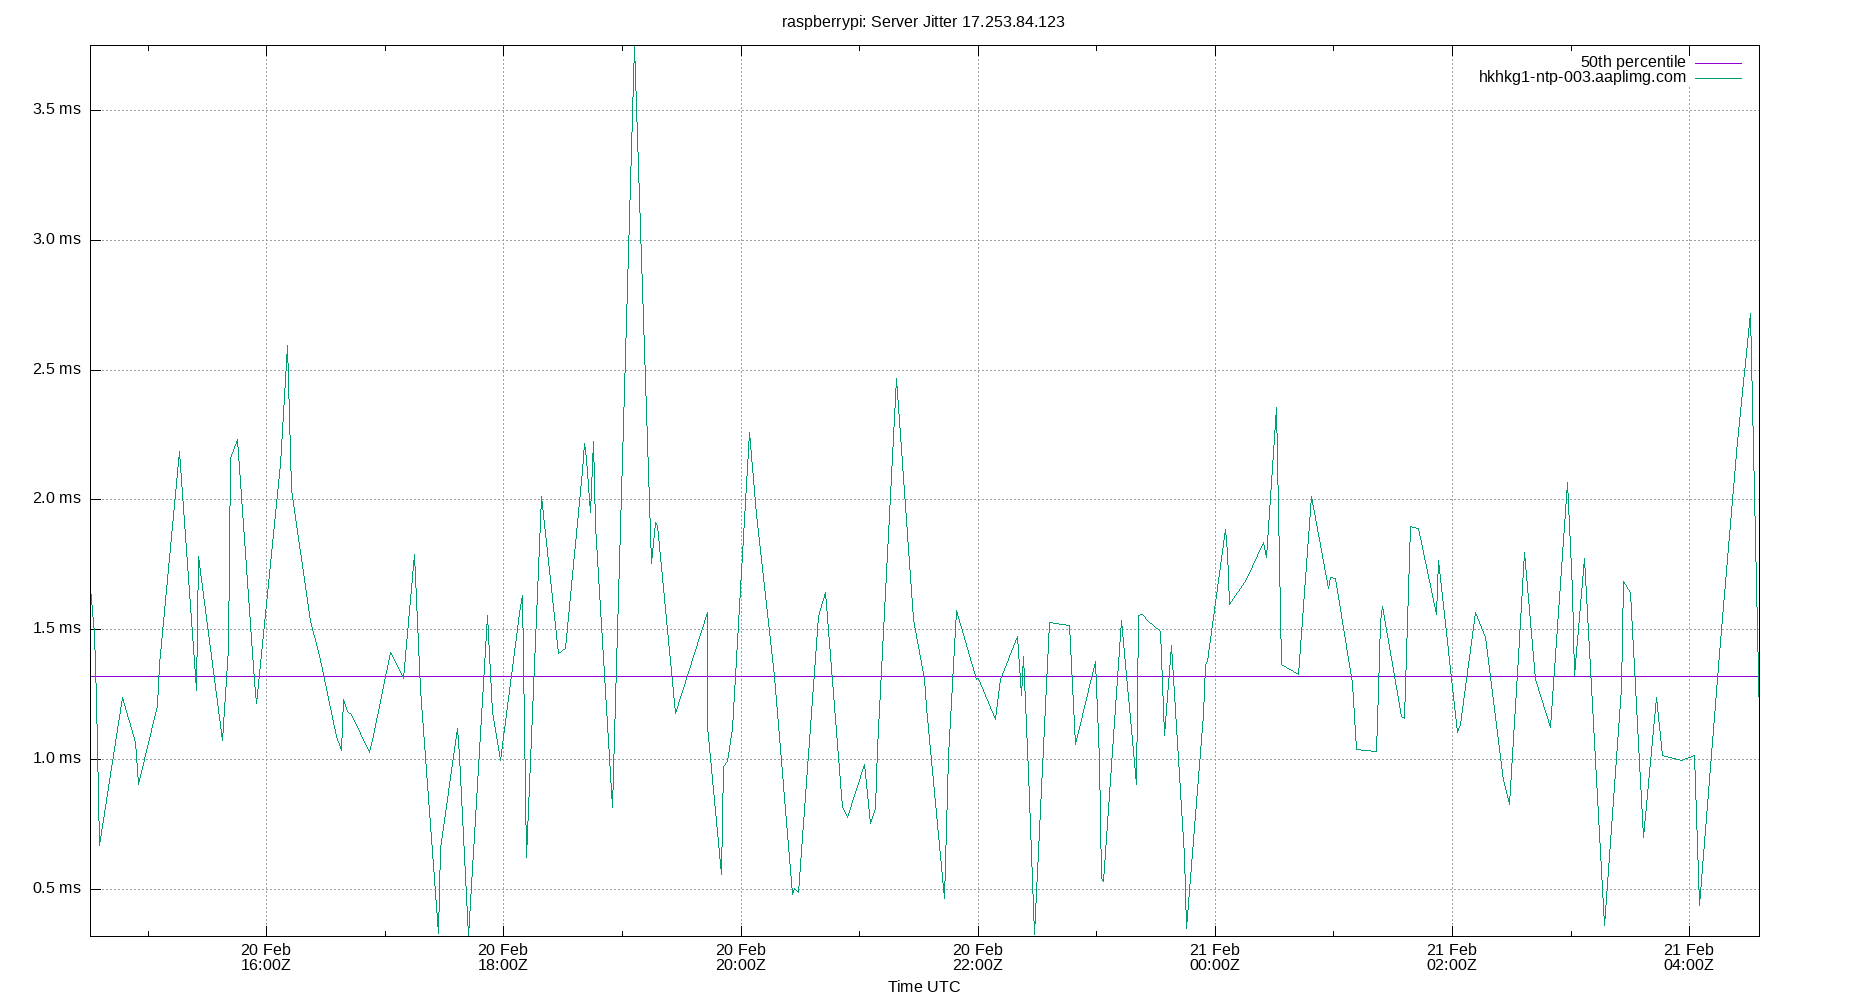 raspberrypi: Server Jitter 17.253.84.123
50th percentile
hkhkg1-ntp-003.aaplimg.com
3.5 ms
3.0 ms
2.5 ms
2.0 ms
1.5 ms
1.0 ms
0.5 ms
20 Feb 20 Feb 20 Feb 20 Feb 21 Feb 21 Feb 21 Feb
16:00Z 18:00Z 20:00Z 22:00Z 00:00Z 02:00Z 04:00Z
Time UTC